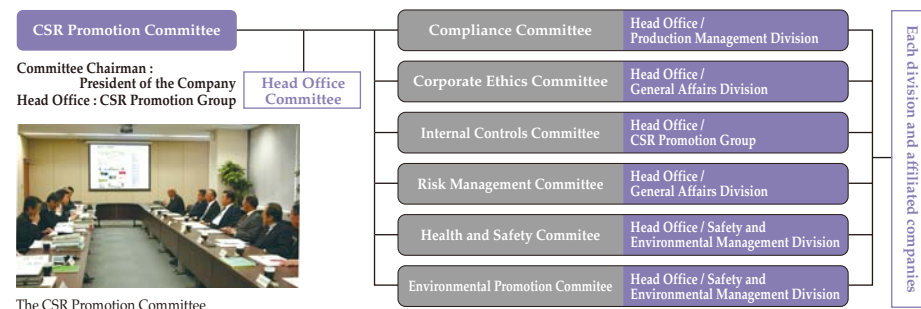 CSR Promotion Committee
Committee Chairman :
President of the Company
Head Office : CSR Promotion Group
Head Office
Committee
Compliance Committee
Head Office /
Production Management Division
Corporate Ethics Committee
Head Office /
General Affairs Division
Internal Controls Committee
Head Office /
CSR Promotion Group
Risk Management Committee
Head Office /
General Affairs Division
Health and Safety Commitee
Head Office / Safety and
Environmental Management Division
Environmental Promotion Commitee
Head Office / Safety and
Environmental Management Division
Each division and affiliated companies
The CSR Promotion Committee